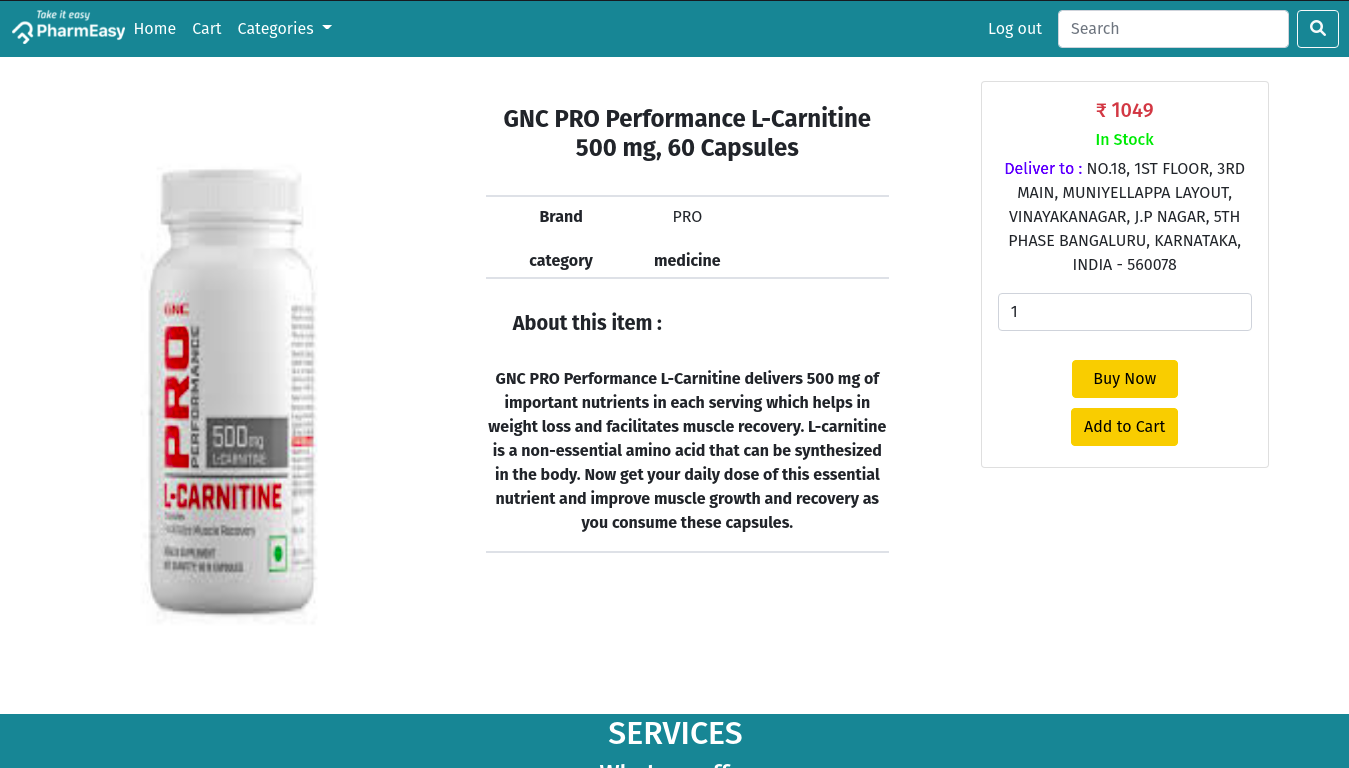 Take it easy
PharmEasy
Home
Cart
Categories
Log out
Search
GNC PRO Performance L-Carnitine
500 mg, 60 Capsules
Brand
PRO
category
medicine
About this item :
GNC PRO Performance L-Carnitine delivers 500 mg of
important nutrients in each serving which helps in
weight loss and facilitates muscle recovery. L-carnitine
is a non-essential amino acid that can be synthesized
in the body. Now get your daily dose of this essential
nutrient and improve muscle growth and recovery as
you consume these capsules.
₹ 1049
In Stock
Deliver to : NO.18, 1ST FLOOR, 3RD
MAIN, MUNIYELLAPPA LAYOUT,
VINAYAKANAGAR, J.P NAGAR, 5TH
PHASE BANGALURU, KARNATAKA,
INDIA - 560078
1
Buy Now
Add to Cart
GNC
PRO
PERFORMANCE
500mg
L-CARNITINE
L-CARNITINE
Muscle Recovery
SERVICES